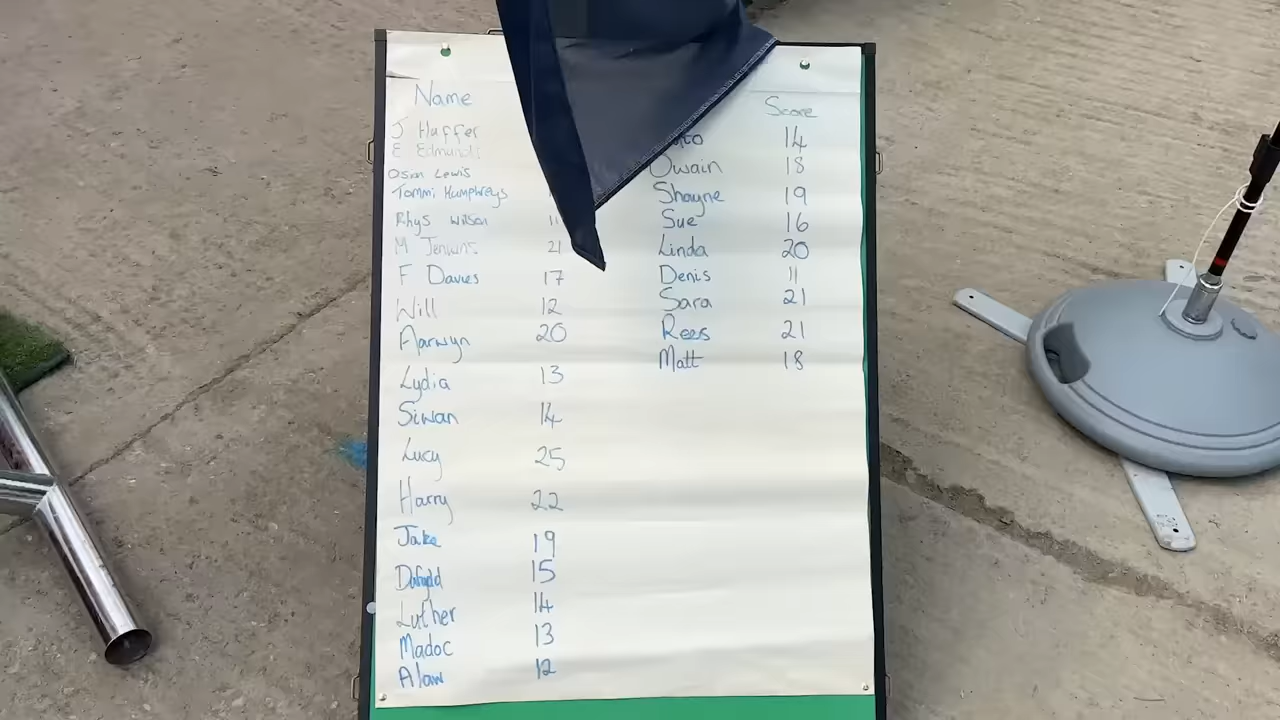 Name
J Haffer
E Edmunds
Osian Lewis
Tommi Humphreys
Rhys Wilson 11
M Jenkins 21
F Davies 17
Will 12
Aarwyn 20
Lydia 13
Siwan 14
Lucy 25
Harry 22
Jake 19
Dafydd 15
Luther 14
Madoc 13
Alaw 12
Score
14
Owain 18
Shayne 19
Sue 16
Linda 20
Denis 11
Sara 21
Rees 21
Matt 18